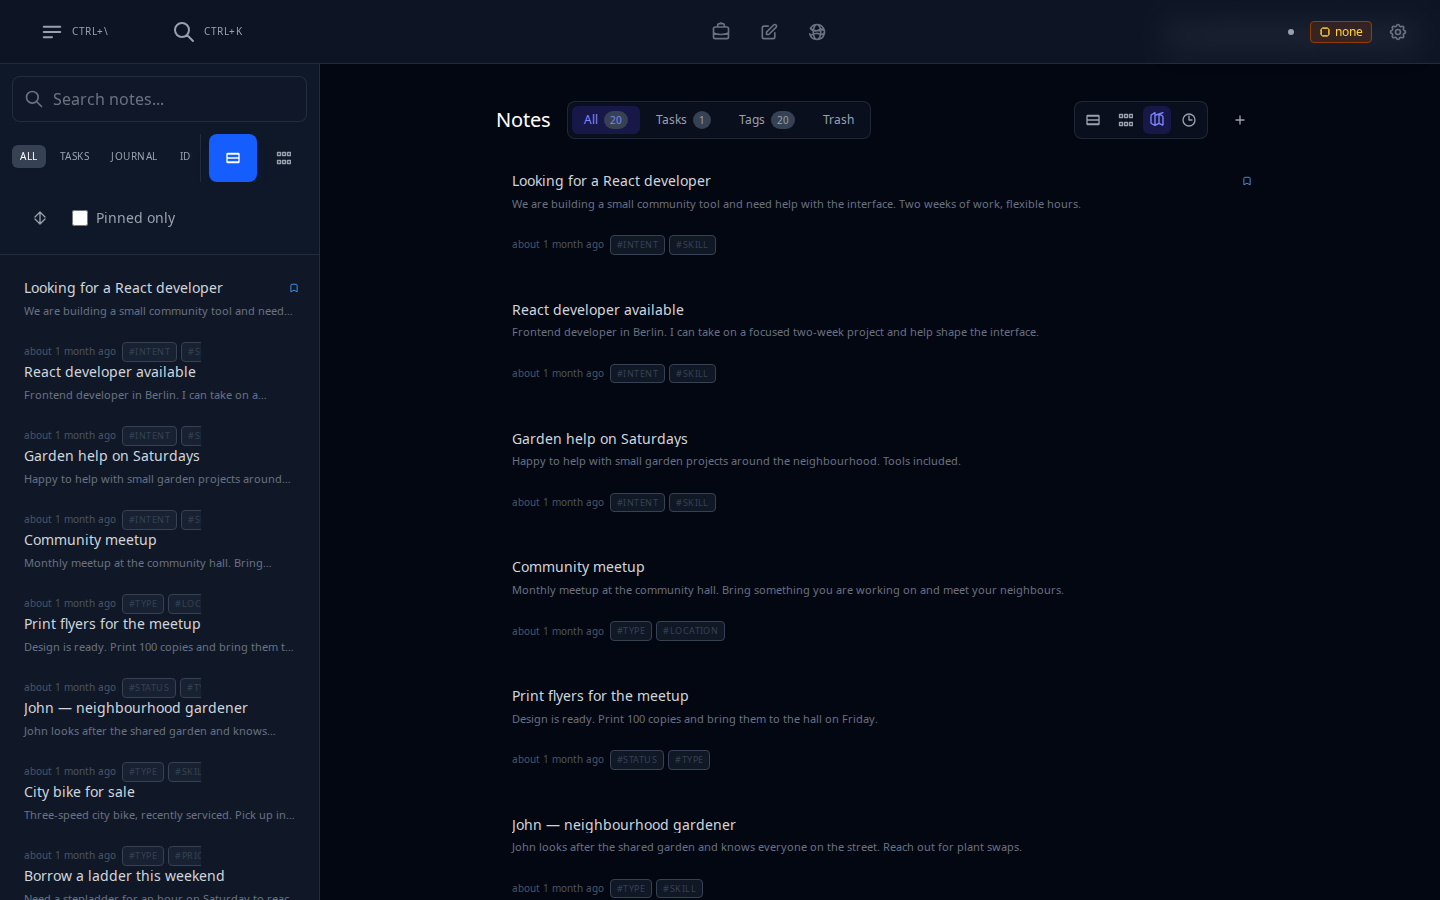 CTRL+\
CTRL+K
none
Search notes...
ALL
TASKS
JOURNAL
ID
Pinned only
Looking for a React developer
We are building a small community tool and need...
about 1 month ago #INTENT #S
React developer available
Frontend developer in Berlin. I can take on a...
about 1 month ago #INTENT #S
Garden help on Saturdays
Happy to help with small garden projects around...
about 1 month ago #INTENT #S
Community meetup
Monthly meetup at the community hall. Bring...
about 1 month ago #TYPE #LOC
Print flyers for the meetup
Design is ready. Print 100 copies and bring them t...
about 1 month ago #STATUS #T
John — neighbourhood gardener
John looks after the shared garden and knows...
about 1 month ago #TYPE #SKIL
City bike for sale
Three-speed city bike, recently serviced. Pick up in...
about 1 month ago #TYPE #PRIC
Borrow a ladder this weekend
Need a stepladder for an hour on Saturday to reac...
Notes
All 20
Tasks 1
Tags 20
Trash
Looking for a React developer
We are building a small community tool and need help with the interface. Two weeks of work, flexible hours.
about 1 month ago #INTENT #SKILL
React developer available
Frontend developer in Berlin. I can take on a focused two-week project and help shape the interface.
about 1 month ago #INTENT #SKILL
Garden help on Saturdays
Happy to help with small garden projects around the neighbourhood. Tools included.
about 1 month ago #INTENT #SKILL
Community meetup
Monthly meetup at the community hall. Bring something you are working on and meet your neighbours.
about 1 month ago #TYPE #LOCATION
Print flyers for the meetup
Design is ready. Print 100 copies and bring them to the hall on Friday.
about 1 month ago #STATUS #TYPE
John — neighbourhood gardener
John looks after the shared garden and knows everyone on the street. Reach out for plant swaps.
about 1 month ago #TYPE #SKILL